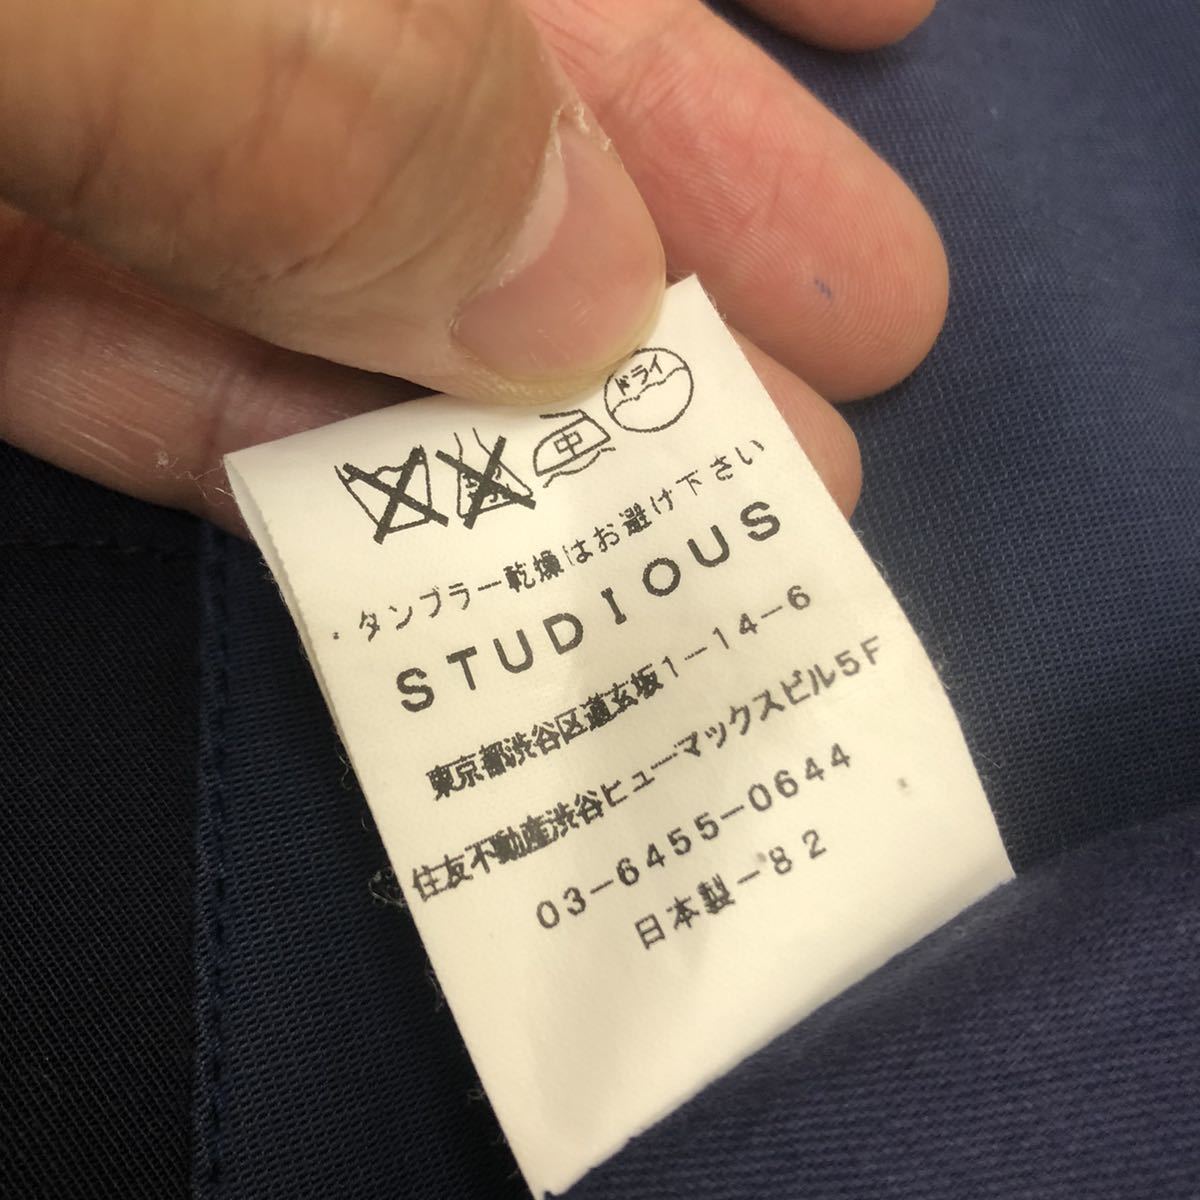 中 ドライ
・タンブラー乾燥はお避け下さい
STUDIOUS
東京都渋谷区道玄坂1-14-6
住友不動産渋谷ヒューマックスビル5F
03-6455-0644
日本製-82